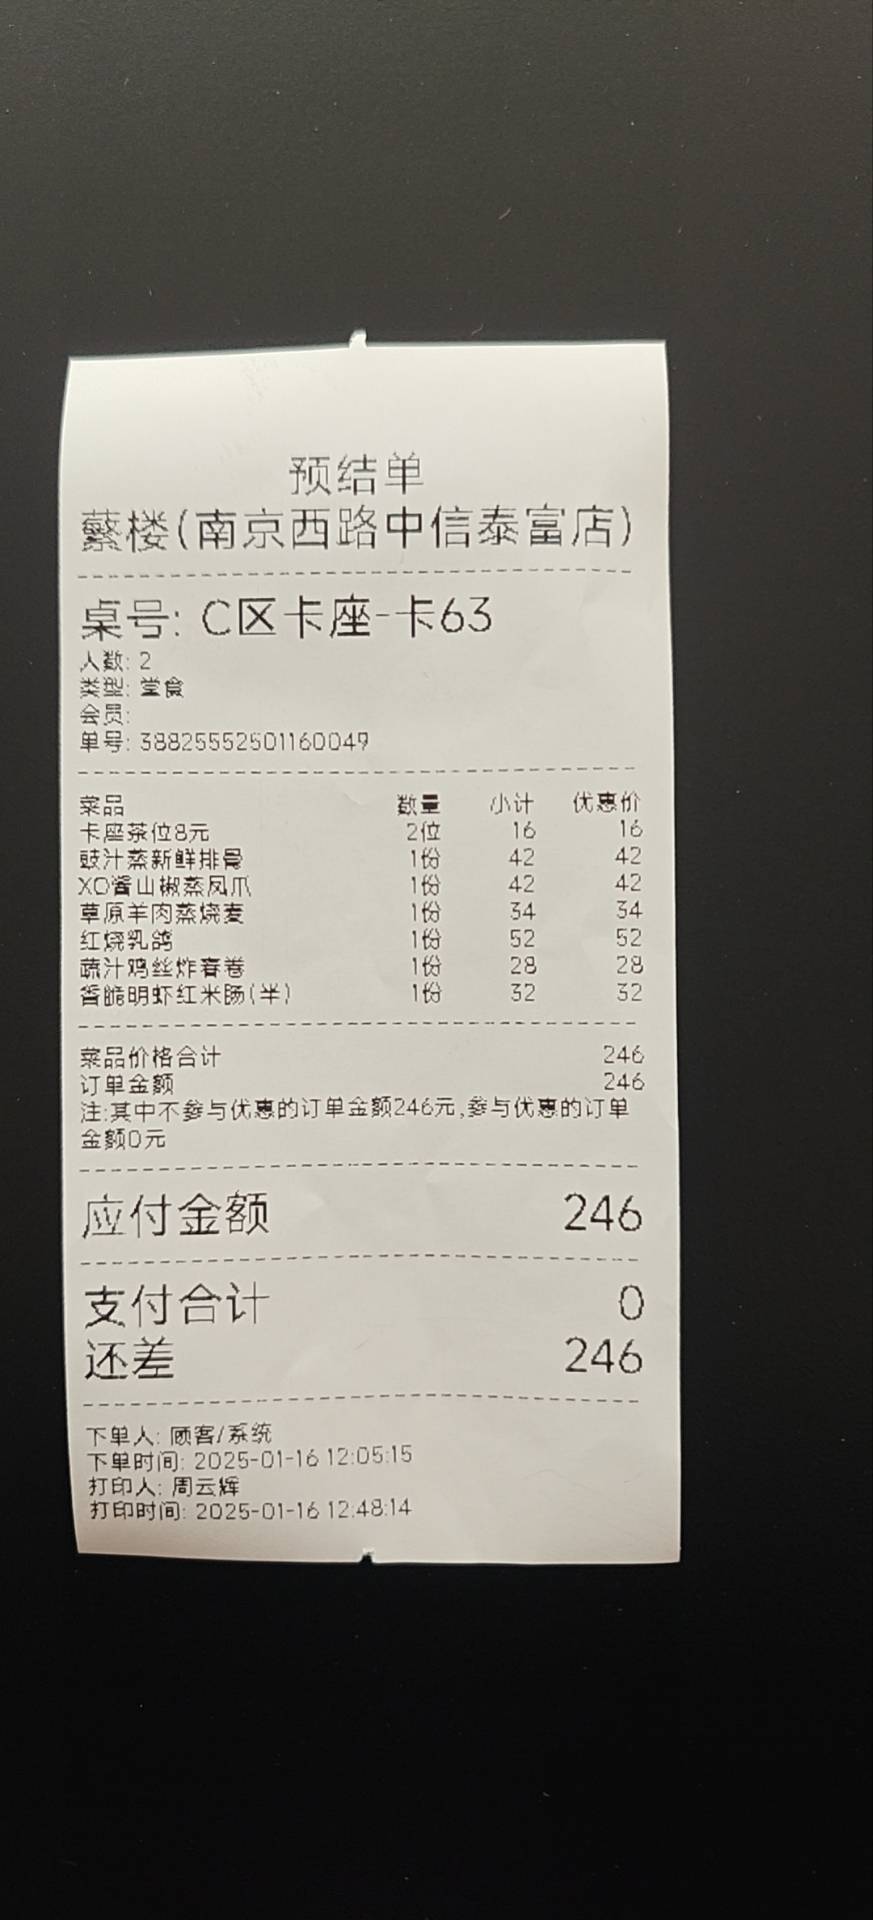 预结单
蘩楼(南京西路中信泰富店)
桌号: C区卡座-卡63
人数: 2
类型: 堂食
会员:
单号: 38825552501160049
菜品 数量 小计 优惠价
卡座茶位8元 2位 16 16
豉汁蒸新鲜排骨 1份 42 42
XO酱山椒蒸凤爪 1份 42 42
草原羊肉蒸烧麦 1份 34 34
红烧乳鸽 1份 52 52
蔬汁鸡丝炸春卷 1份 28 28
香脆明虾红米肠(半) 1份 32 32
菜品价格合计 246
订单金额 246
注:其中不参与优惠的订单金额246元,参与优惠的订单
金额0元
应付金额 246
支付合计 0
还差 246
下单人: 顾客/系统
下单时间: 2025-01-16 12:05:15
打印人: 周云辉
打印时间: 2025-01-16 12:48:14